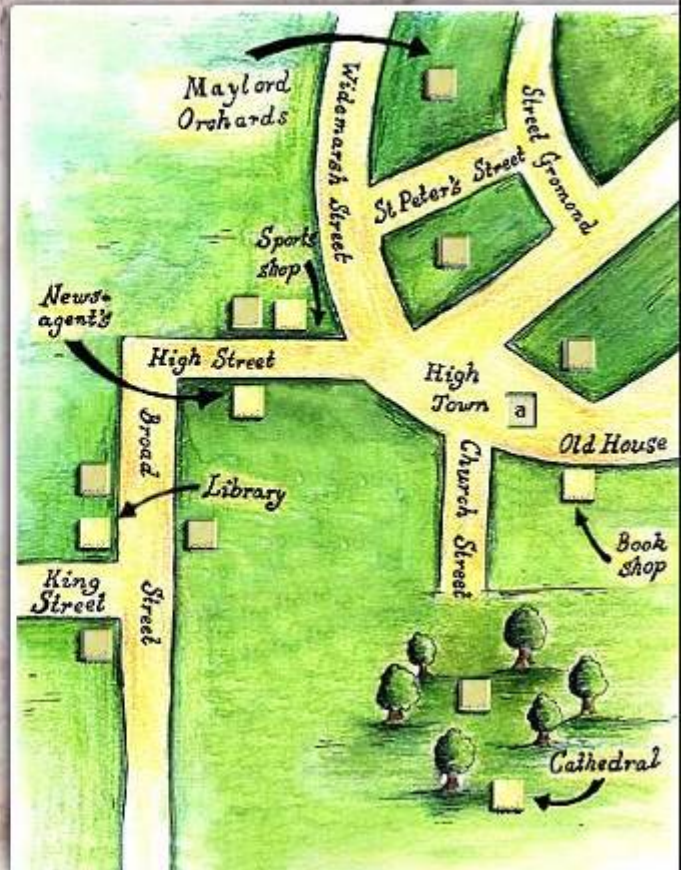 Maylord
Orchards
Widemarsh Street
Street Gromond
St Peter's Street
Sports
shop
News-
agent's
High Street
High
Town
a
Old House
Broad
Street
Library
Church Street
Book
shop
King
Street
Cathedral